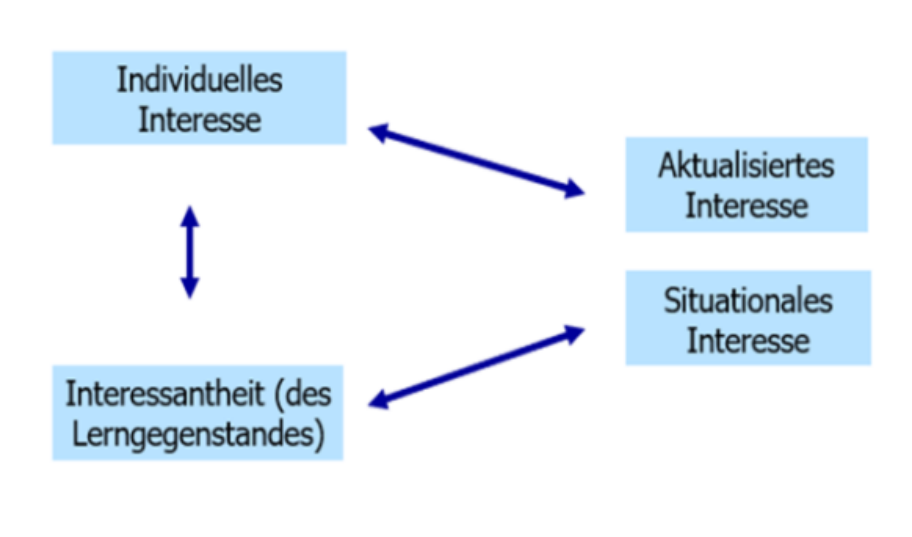 Individuelles
Interesse
Aktualisiertes
Interesse
Situationales
Interesse
Interessantheit (des
Lerngegenstandes)